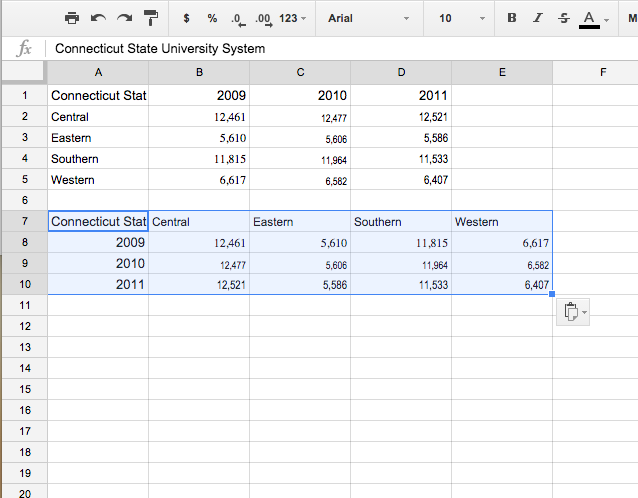 $ % .0 .00 123 Arial 10 B I S A M
fx Connecticut State University System
A B C D E F
1 Connecticut Stat 2009 2010 2011
2 Central 12,461 12,477 12,521
3 Eastern 5,610 5,606 5,586
4 Southern 11,815 11,964 11,533
5 Western 6,617 6,582 6,407
6
7 Connecticut Stat Central Eastern Southern Western
8 2009 12,461 5,610 11,815 6,617
9 2010 12,477 5,606 11,964 6,582
10 2011 12,521 5,586 11,533 6,407
11
12
13
14
15
16
17
18
19
20